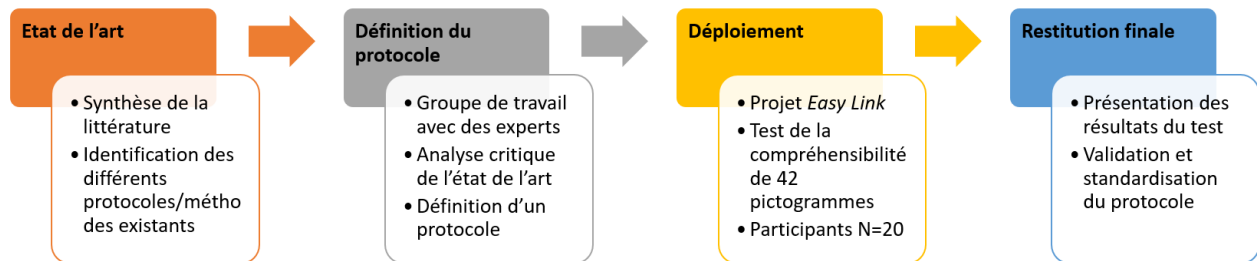 Etat de l'art
• Synthèse de la
littérature
• Identification des
différents
protocoles/métho
des existants
Définition du
protocole
• Groupe de travail
avec des experts
• Analyse critique
de l'état de l'art
• Définition d'un
protocole
Déploiement
• Projet Easy Link
• Test de la
compréhensibilité
de 42
pictogrammes
• Participants N=20
Restitution finale
• Présentation des
résultats du test
• Validation et
standardisation
du protocole